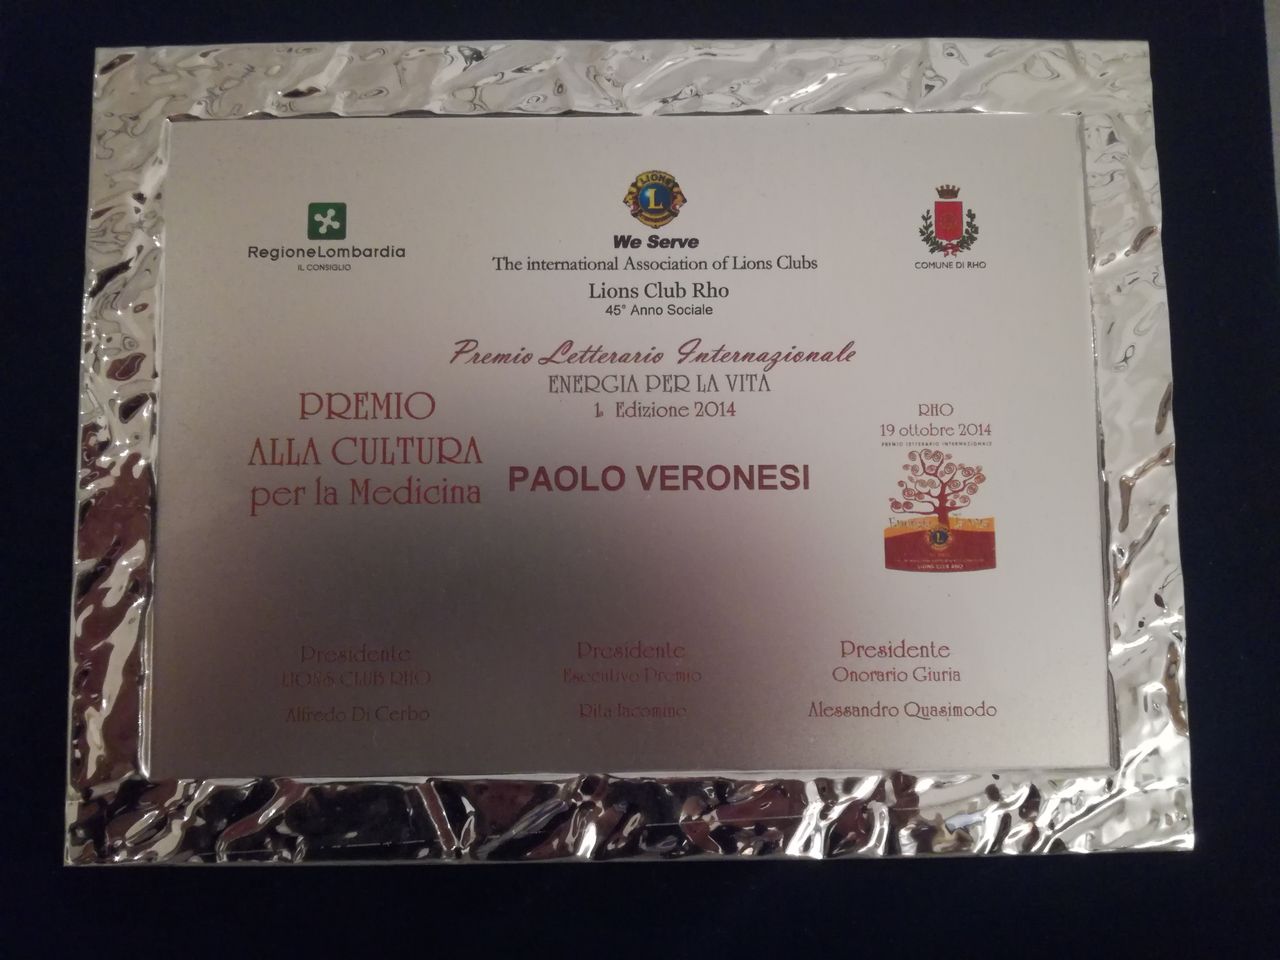 RegioneLombardia
IL CONSIGLIO
LIONS
L
We Serve
The international Association of Lions Clubs
Lions Club Rho
45° Anno Sociale
COMUNE DI RHO
Premio Letterario Internazionale
ENERGIA PER LA VITA
1ª Edizione 2014
PREMIO
ALLA CULTURA
per la Medicina
PAOLO VERONESI
RHO
19 ottobre 2014
PREMIO LETTERARIO INTERNAZIONALE
L
LIONS CLUB RHO
Presidente
LIONS CLUB RHO
Alfredo Di Cerbo
Presidente
Esecutivo Premio
Rita Iacomino
Presidente
Onorario Giuria
Alessandro Quasimodo